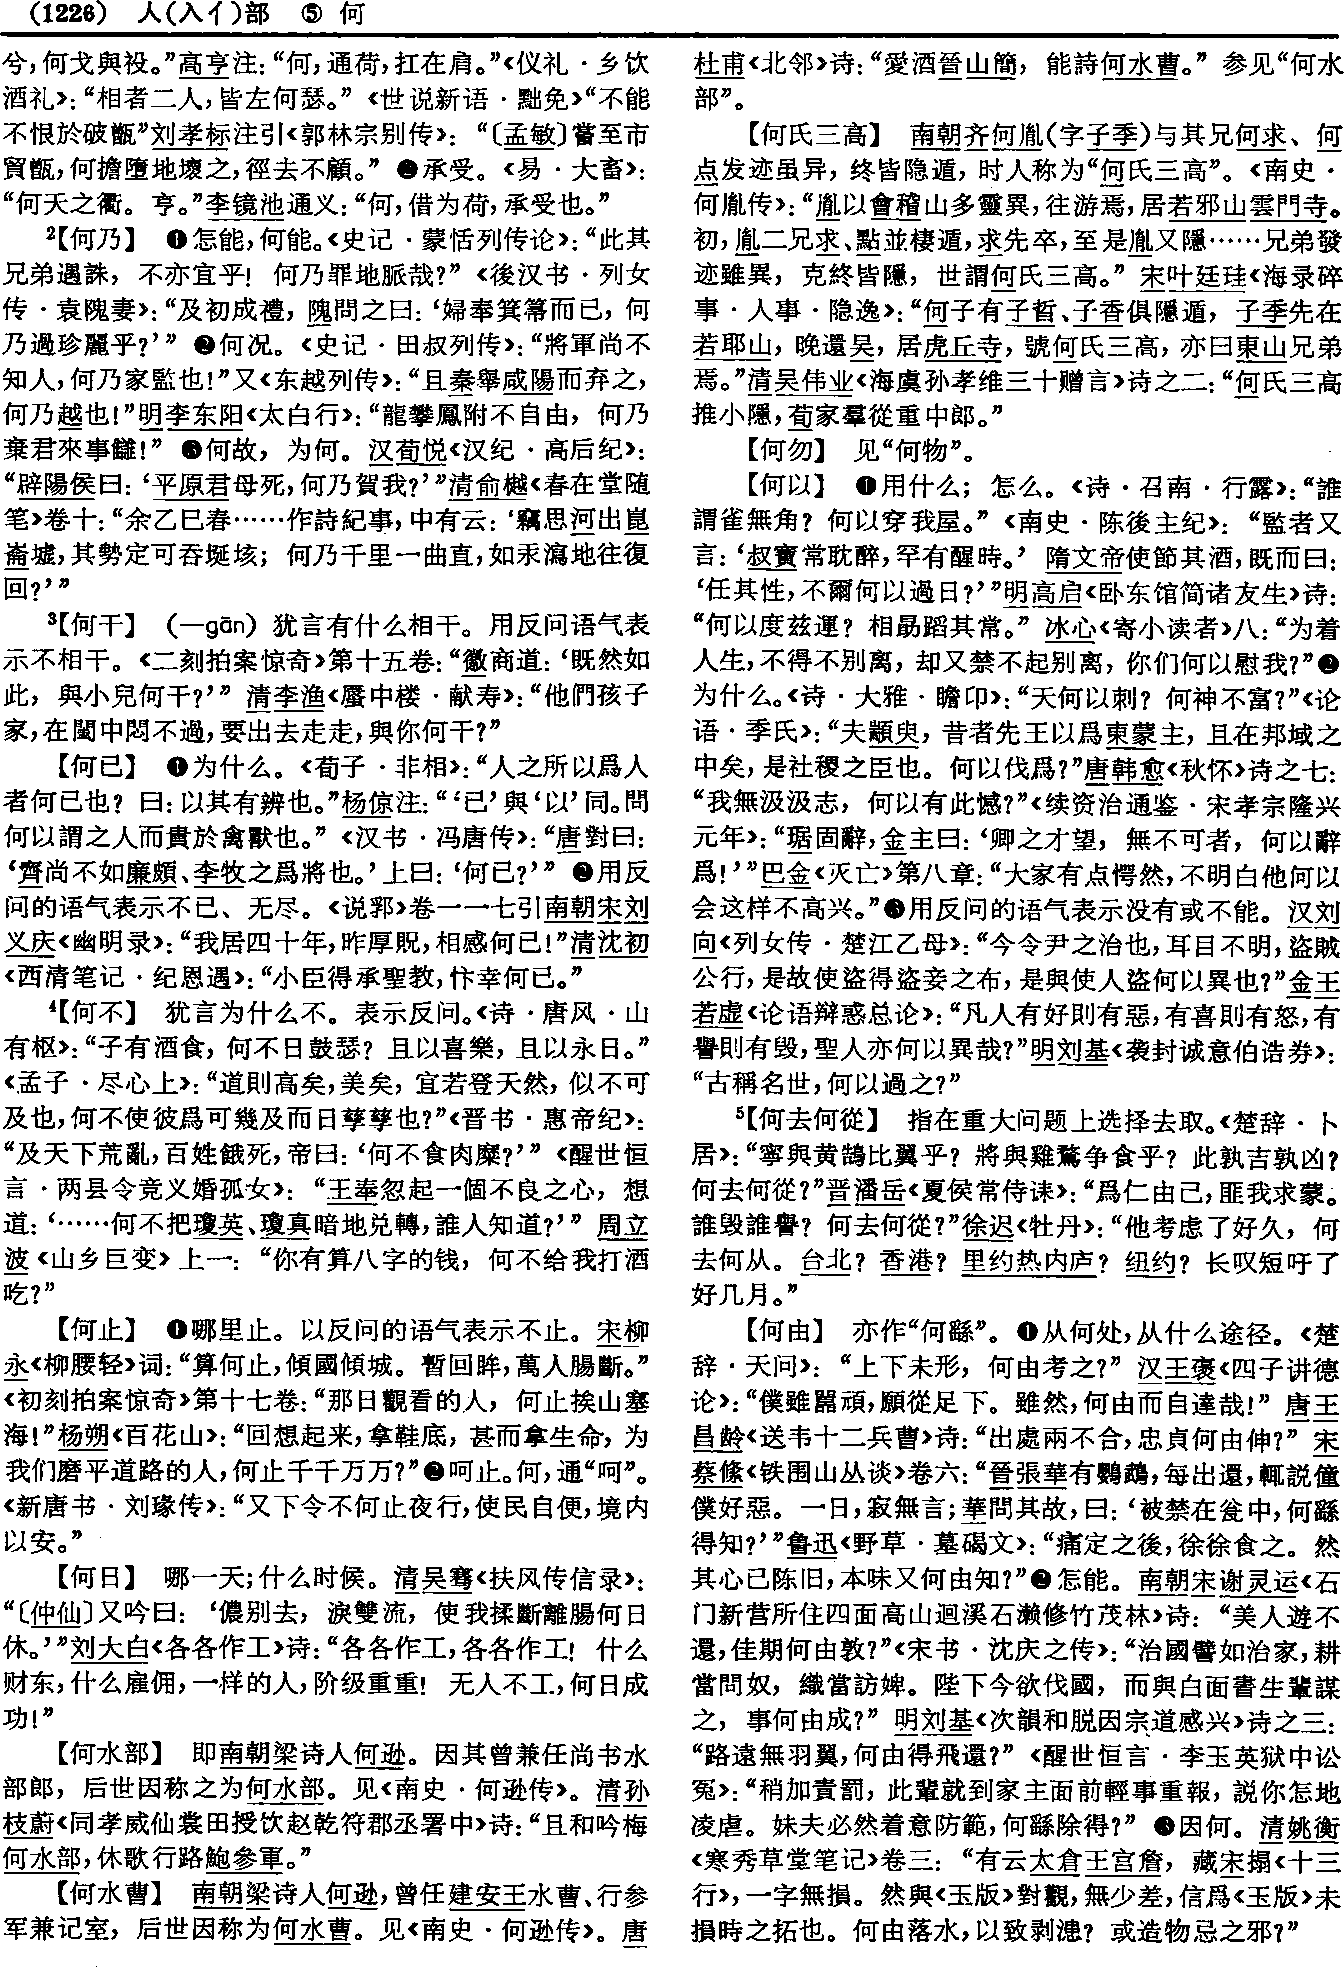 (1226) 人(入亻)部 ⑤ 何
兮，何戈與祋。”高亨注：“何，通荷，扛在肩。”《仪礼·乡饮
酒礼》：“相者二人，皆左何瑟。”《世说新语·黜免》“不能
不恨於破甑”刘孝标注引《郭林宗别传》：“〔孟敏〕嘗至市
貿甑，何擔墮地壞之，徑去不顧。”❷承受。《易·大畜》：
“何天之衢。亨。”李镜池通义：“何，借为荷，承受也。”
²【何乃】 ❶怎能，何能。《史记·蒙恬列传论》：“此其
兄弟遇誅，不亦宜乎！何乃罪地脈哉？”《後汉书·列女
传·袁隗妻》：“及初成禮，隗問之曰：‘婦奉箕箒而已，何
乃過珍麗乎？’”❷何况。《史记·田叔列传》：“將軍尚不
知人，何乃家監也！”又《东越列传》：“且秦舉咸陽而弃之，
何乃越也！”明李东阳《太白行》：“龍攀鳳附不自由，何乃
棄君來事讎！”❸何故，为何。汉荀悦《汉纪·高后纪》：
“辟陽侯曰：‘平原君母死，何乃賀我？’”清俞樾《春在堂随
笔》卷十：“余乙巳春……作詩紀事，中有云：‘竊思河出崑
崙墟，其勢定可吞埏垓；何乃千里一曲直，如汞瀉地往復
回？’”
³【何干】 （—gān）犹言有什么相干。用反问语气表
示不相干。《二刻拍案惊奇》第十五卷：“徽商道：‘既然如
此，與小兒何干？’”清李渔《蜃中楼·献寿》：“他們孩子
家，在閨中悶不過，要出去走走，與你何干？”
【何已】 ❶为什么。《荀子·非相》：“人之所以爲人
者何已也？曰：以其有辨也。”杨倞注：“‘已’與‘以’同。問
何以謂之人而貴於禽獸也。”《汉书·冯唐传》：“唐對曰：
‘齊尚不如廉頗、李牧之爲將也。’上曰：‘何已？’”❷用反
问的语气表示不已、无尽。《说郛》卷一一七引南朝宋刘
义庆《幽明录》：“我居四十年，昨厚貺，相感何已！”清沈初
《西清笔记·纪恩遇》：“小臣得承聖教，忭幸何已。”
⁴【何不】 犹言为什么不。表示反问。《诗·唐风·山
有枢》：“子有酒食，何不日鼓瑟？且以喜樂，且以永日。”
《孟子·尽心上》：“道則高矣，美矣，宜若登天然，似不可
及也，何不使彼爲可幾及而日孳孳也？”《晋书·惠帝纪》：
“及天下荒亂，百姓餓死，帝曰：‘何不食肉糜？’”《醒世恒
言·两县令竞义婚孤女》：“王奉忽起一個不良之心，想
道：‘……何不把瓊英、瓊真暗地兑轉，誰人知道？’”周立
波《山乡巨变》上一：“你有算八字的钱，何不给我打酒
吃？”
【何止】 ❶哪里止。以反问的语气表示不止。宋柳
永《柳腰轻》词：“算何止，傾國傾城。暫回眸，萬人腸斷。”
《初刻拍案惊奇》第十七卷：“那日觀看的人，何止挨山塞
海！”杨朔《百花山》：“回想起来，拿鞋底，甚而拿生命，为
我们磨平道路的人，何止千千万万？”❷呵止。何，通“呵”。
《新唐书·刘瑑传》：“又下令不何止夜行，使民自便，境内
以安。”
【何日】 哪一天；什么时候。清吴骞《扶风传信录》：
“〔仲仙〕又吟曰：‘儂别去，淚雙流，使我揉斷離腸何日
休。’”刘大白《各各作工》诗：“各各作工，各各作工！什么
财东，什么雇佣，一样的人，阶级重重！无人不工，何日成
功！”
【何水部】 即南朝梁诗人何逊。因其曾兼任尚书水
部郎，后世因称之为何水部。见《南史·何逊传》。清孙
枝蔚《同孝威仙裳田授饮赵乾符郡丞署中》诗：“且和吟梅
何水部，休歌行路鮑參軍。”
【何水曹】 南朝梁诗人何逊，曾任建安王水曹、行参
军兼记室，后世因称为何水曹。见《南史·何逊传》。唐
杜甫《北邻》诗：“愛酒晉山簡，能詩何水曹。”参见“何水
部”。
【何氏三高】 南朝齐何胤（字子季）与其兄何求、何
点发迹虽异，终皆隐遁，时人称为“何氏三高”。《南史·
何胤传》：“胤以會稽山多靈異，往游焉，居若邪山雲門寺。
初，胤二兄求、點並棲遁，求先卒，至是胤又隱……兄弟發
迹雖異，克終皆隱，世謂何氏三高。”宋叶廷珪《海录碎
事·人事·隐逸》：“何子有子晢、子香俱隱遁，子季先在
若耶山，晚還吴，居虎丘寺，號何氏三高，亦曰東山兄弟
焉。”清吴伟业《海虞孙孝维三十赠言》诗之二：“何氏三高
推小隱，荀家羣從重中郎。”
【何勿】 见“何物”。
【何以】 ❶用什么；怎么。《诗·召南·行露》：“誰
謂雀無角？何以穿我屋。”《南史·陈後主纪》：“監者又
言：‘叔寶常耽醉，罕有醒時。’隋文帝使節其酒，既而曰：
‘任其性，不爾何以過日？’”明高启《卧东馆简诸友生》诗：
“何以度兹運？相勗蹈其常。”冰心《寄小读者》八：“为着
人生，不得不别离，却又禁不起别离，你们何以慰我？”❷
为什么。《诗·大雅·瞻卬》：“天何以刺？何神不富？”《论
语·季氏》：“夫顓臾，昔者先王以爲東蒙主，且在邦域之
中矣，是社稷之臣也。何以伐爲？”唐韩愈《秋怀》诗之七：
“我無汲汲志，何以有此憾？”《续资治通鉴·宋孝宗隆兴
元年》：“琚固辭，金主曰：‘卿之才望，無不可者，何以辭
爲！’”巴金《灭亡》第八章：“大家有点愕然，不明白他何以
会这样不高兴。”❸用反问的语气表示没有或不能。汉刘
向《列女传·楚江乙母》：“今令尹之治也，耳目不明，盗賊
公行，是故使盗得盗妾之布，是與使人盗何以異也？”金王
若虚《论语辩惑总论》：“凡人有好則有惡，有喜則有怒，有
譽則有毁，聖人亦何以異哉？”明刘基《袭封诚意伯诰券》：
“古稱名世，何以過之？”
⁵【何去何從】 指在重大问题上选择去取。《楚辞·卜
居》：“寧與黄鵠比翼乎？將與雞鶩争食乎？此孰吉孰凶？
何去何從？”晋潘岳《夏侯常侍诔》：“爲仁由己，匪我求蒙。
誰毁誰譽？何去何從？”徐迟《牡丹》：“他考虑了好久，何
去何从。台北？香港？里约热内庐？纽约？长叹短吁了
好几月。”
【何由】 亦作“何繇”。❶从何处，从什么途径。《楚
辞·天问》：“上下未形，何由考之？”汉王褒《四子讲德
论》：“僕雖嚚頑，願從足下。雖然，何由而自達哉！”唐王
昌龄《送韦十二兵曹》诗：“出處兩不合，忠貞何由伸？”宋
蔡絛《铁围山丛谈》卷六：“晉張華有鸚鵡，每出還，輒説僮
僕好惡。一日，寂無言；華問其故，曰：‘被禁在瓮中，何繇
得知？’”鲁迅《野草·墓碣文》：“痛定之後，徐徐食之。然
其心已陈旧，本味又何由知？”❷怎能。南朝宋谢灵运《石
门新营所住四面高山迴溪石濑修竹茂林》诗：“美人遊不
還，佳期何由敦？”《宋书·沈庆之传》：“治國譬如治家，耕
當問奴，織當訪婢。陛下今欲伐國，而與白面書生輩謀
之，事何由成？”明刘基《次韻和脱因宗道感兴》诗之三：
“路遠無羽翼，何由得飛還？”《醒世恒言·李玉英狱中讼
冤》：“稍加責罰，此輩就到家主面前輕事重報，説你怎地
凌虐。妹夫必然着意防範，何繇除得？”❸因何。清姚衡
《寒秀草堂笔记》卷三：“有云太倉王宫詹，藏宋搨《十三
行》，一字無損。然與《玉版》對觀，無少差，信爲《玉版》未
損時之拓也。何由落水，以致剥漶？或造物忌之邪？”